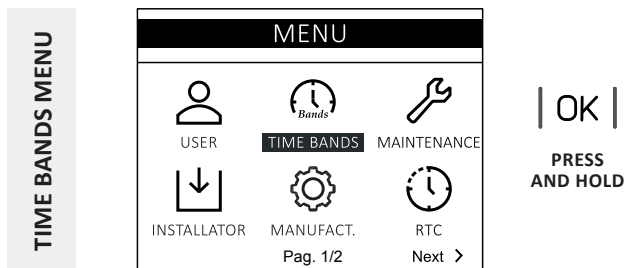 TIME BANDS MENU
MENU
Bands
USER
TIME BANDS
MAINTENANCE
INSTALLATOR
MANUFACT.
RTC
Pag. 1/2
Next >
OK
PRESS
AND HOLD